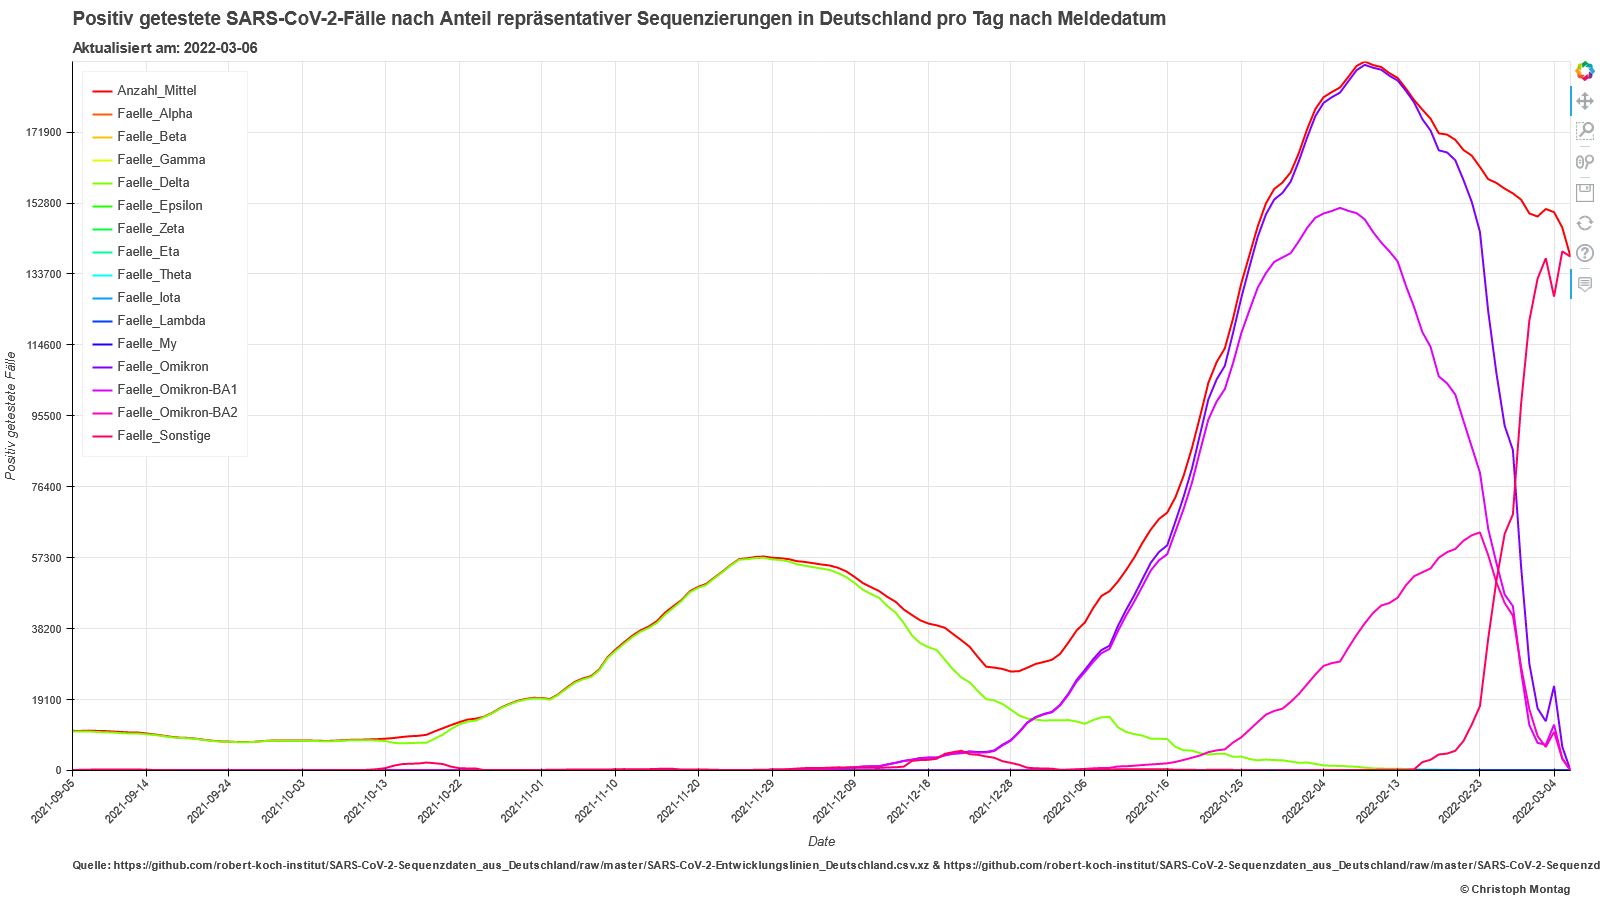 Positiv getestete SARS-CoV-2-Fälle nach Anteil repräsentativer Sequenzierungen in Deutschland pro Tag nach Meldedatum
Aktualisiert am: 2022-03-06
Anzahl_Mittel
Faelle_Alpha
Faelle_Beta
Faelle_Gamma
Faelle_Delta
Faelle_Epsilon
Faelle_Zeta
Faelle_Eta
Faelle_Theta
Faelle_Iota
Faelle_Lambda
Faelle_My
Faelle_Omikron
Faelle_Omikron-BA1
Faelle_Omikron-BA2
Faelle_Sonstige
171900
152800
133700
114600
95500
76400
57300
38200
19100
0
Positiv getestete Fälle
2021-09-05
2021-09-14
2021-09-24
2021-10-03
2021-10-13
2021-10-22
2021-11-01
2021-11-10
2021-11-20
2021-11-29
2021-12-09
2021-12-18
2021-12-28
2022-01-06
2022-01-16
2022-01-25
2022-02-04
2022-02-13
2022-02-23
2022-03-04
Date
Quelle: https://github.com/robert-koch-institut/SARS-CoV-2-Sequenzdaten_aus_Deutschland/raw/master/SARS-CoV-2-Entwicklungslinien_Deutschland.csv.xz & https://github.com/robert-koch-institut/SARS-CoV-2-Sequenzdaten_aus_Deutschland/raw/master/SARS-CoV-2-Sequenzd
© Christoph Montag